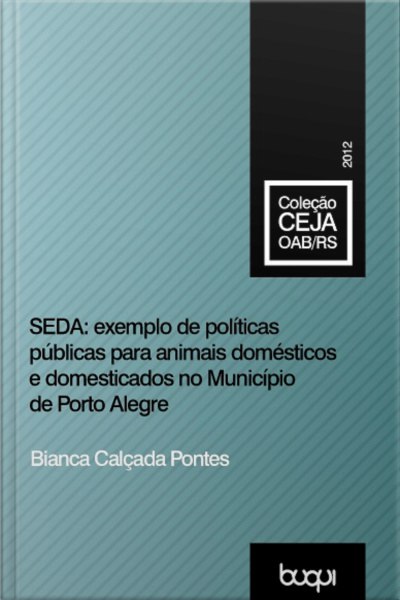 2012
Coleção
CEJA
OAB/RS
SEDA: exemplo de políticas
públicas para animais domésticos
e domesticados no Município
de Porto Alegre
Bianca Calçada Pontes
buqui